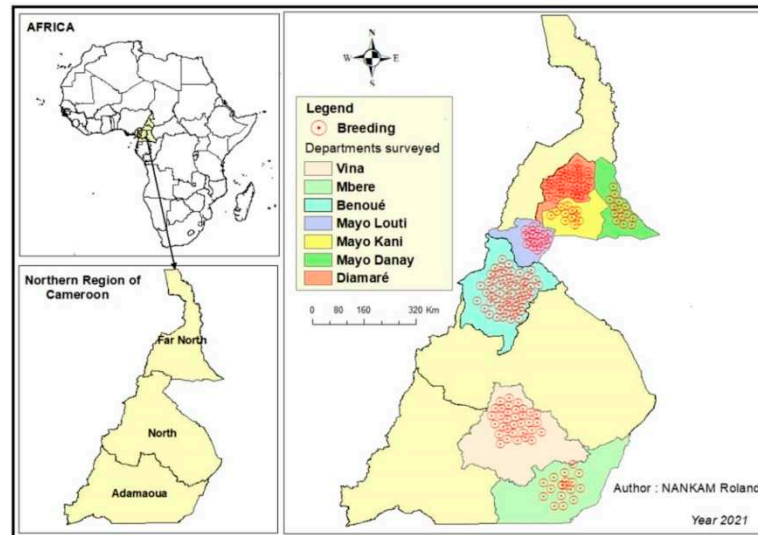 AFRICA
N
W E
S
Legend
Breeding
Departments surveyed
Vina
Mbere
Benoué
Mayo Louti
Mayo Kani
Mayo Danay
Diamaré
0 80 160 320 Km
Northern Region of
Cameroon
Far North
North
Adamaoua
Author : NANKAM Roland
Year 2021